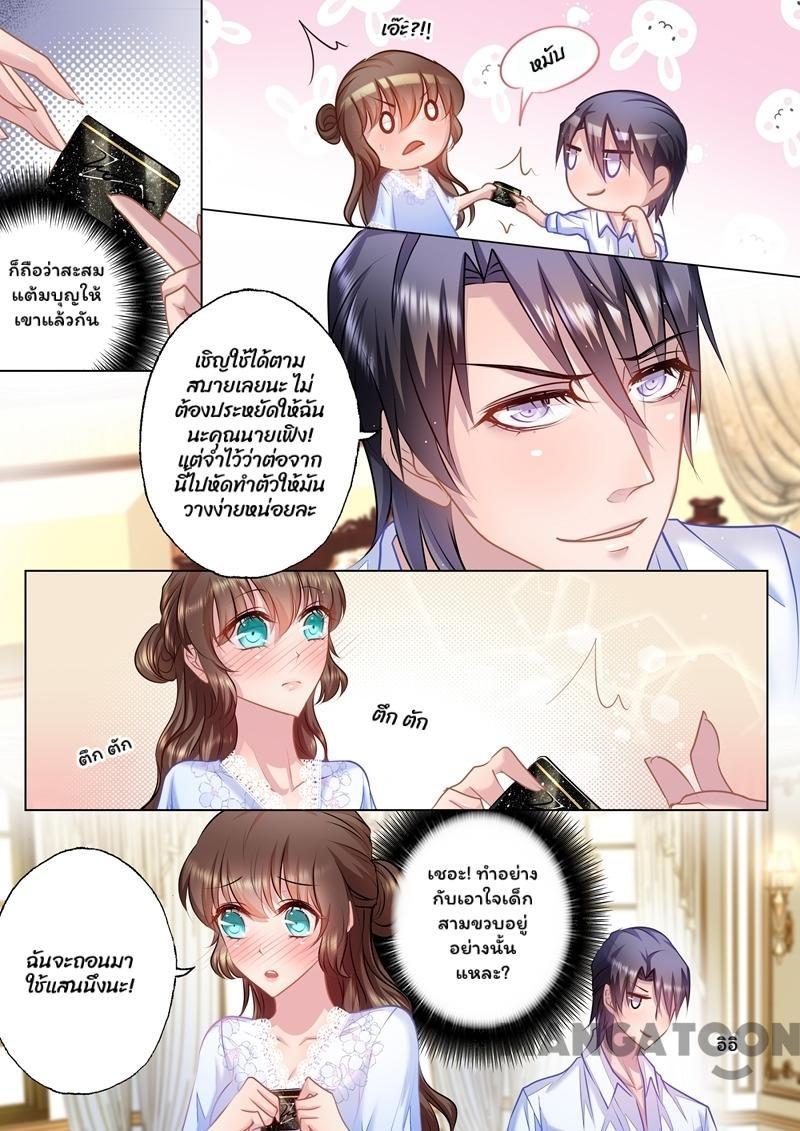 ก็ถือว่าสะสม
แต้มบุญให้
เขาแล้วกัน
เอ๊ะ?!!
หมับ
เชิญใช้ได้ตาม
สบายเลยนะ ไม่
ต้องประหยัดให้ฉัน
นะคุณนายเฟิง!
แต่จำไว้ว่าต่อจาก
นี้ไปหัดทำตัวให้มัน
วางง่ายหน่อยละ
ตึก ตัก
ตึก ตัก
เชอะ! ทำอย่าง
กับเอาใจเด็ก
สามขวบอยู่
อย่างนั้น
แหละ?
ฉันจะถอนมา
ใช้แสนนึงนะ!
อิอิ
ANGATOON